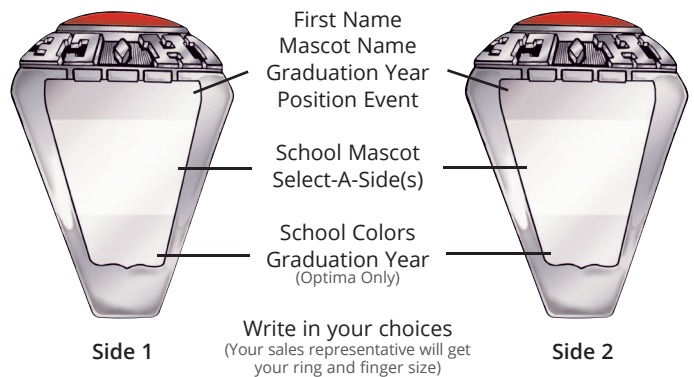 First Name
Mascot Name
Graduation Year
Position Event
School Mascot
Select-A-Side(s)
School Colors
Graduation Year
(Optima Only)
Write in your choices
(Your sales representative will get
your ring and finger size)
Side 1
Side 2